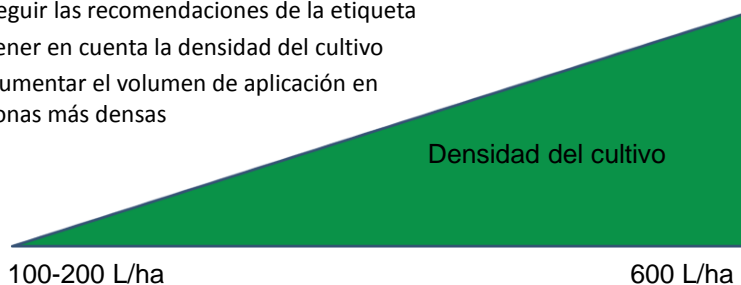 eguir las recomendaciones de la etiqueta
ener en cuenta la densidad del cultivo
umentar el volumen de aplicación en
onas más densas
Densidad del cultivo
100-200 L/ha
600 L/ha